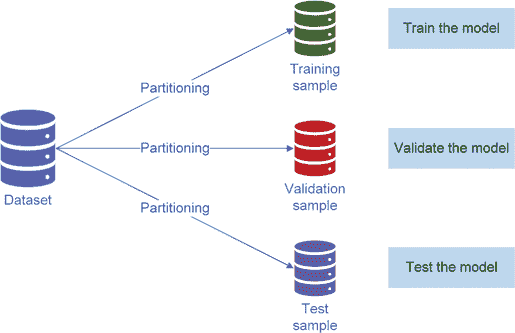 Train the model
Training
sample
Partitioning
Partitioning
Validate the model
Validation
sample
Dataset
Partitioning
Test the model
Test
sample